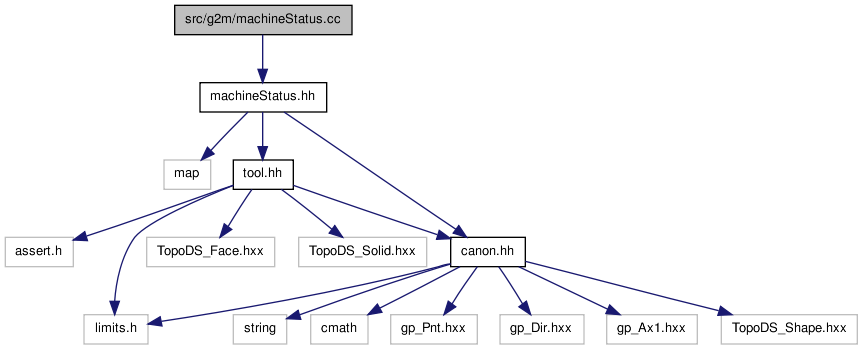 src/g2m/machineStatus.cc
machineStatus.hh
map
tool.hh
assert.h
TopoDS_Face.hxx
TopoDS_Solid.hxx
canon.hh
limits.h
string
cmath
gp_Pnt.hxx
gp_Dir.hxx
gp_Ax1.hxx
TopoDS_Shape.hxx